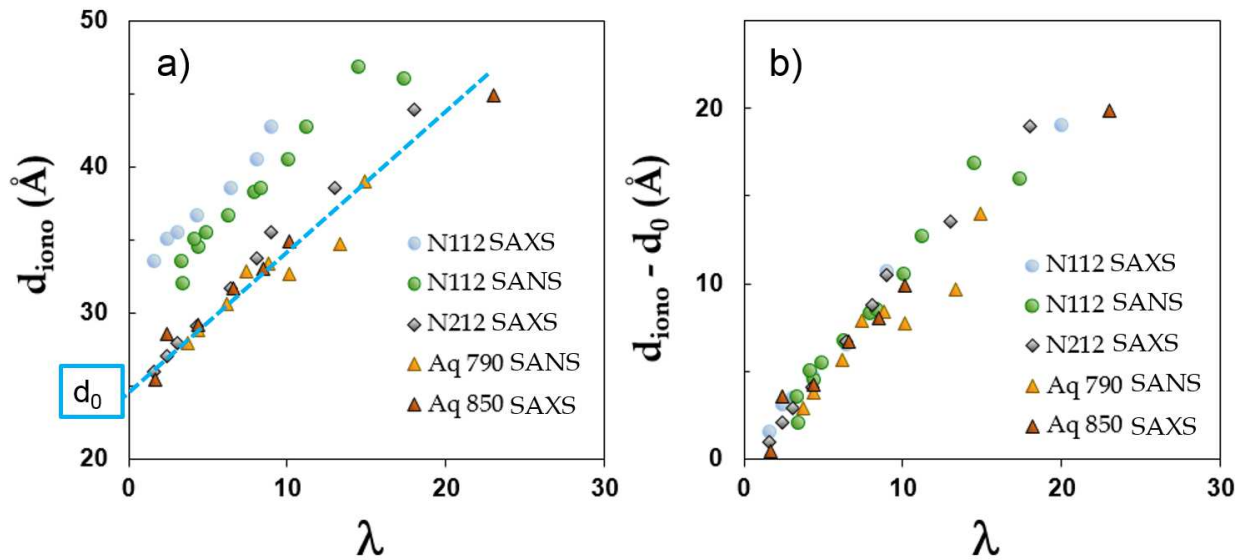 a)
50
40
30
20
d₀
d_iono (Å)
0
10
20
30
λ
N112 SAXS
N112 SANS
N212 SAXS
Aq 790 SANS
Aq 850 SAXS
b)
20
10
0
d_iono - d₀ (Å)
0
10
20
30
λ
N112 SAXS
N112 SANS
N212 SAXS
Aq 790 SANS
Aq 850 SAXS